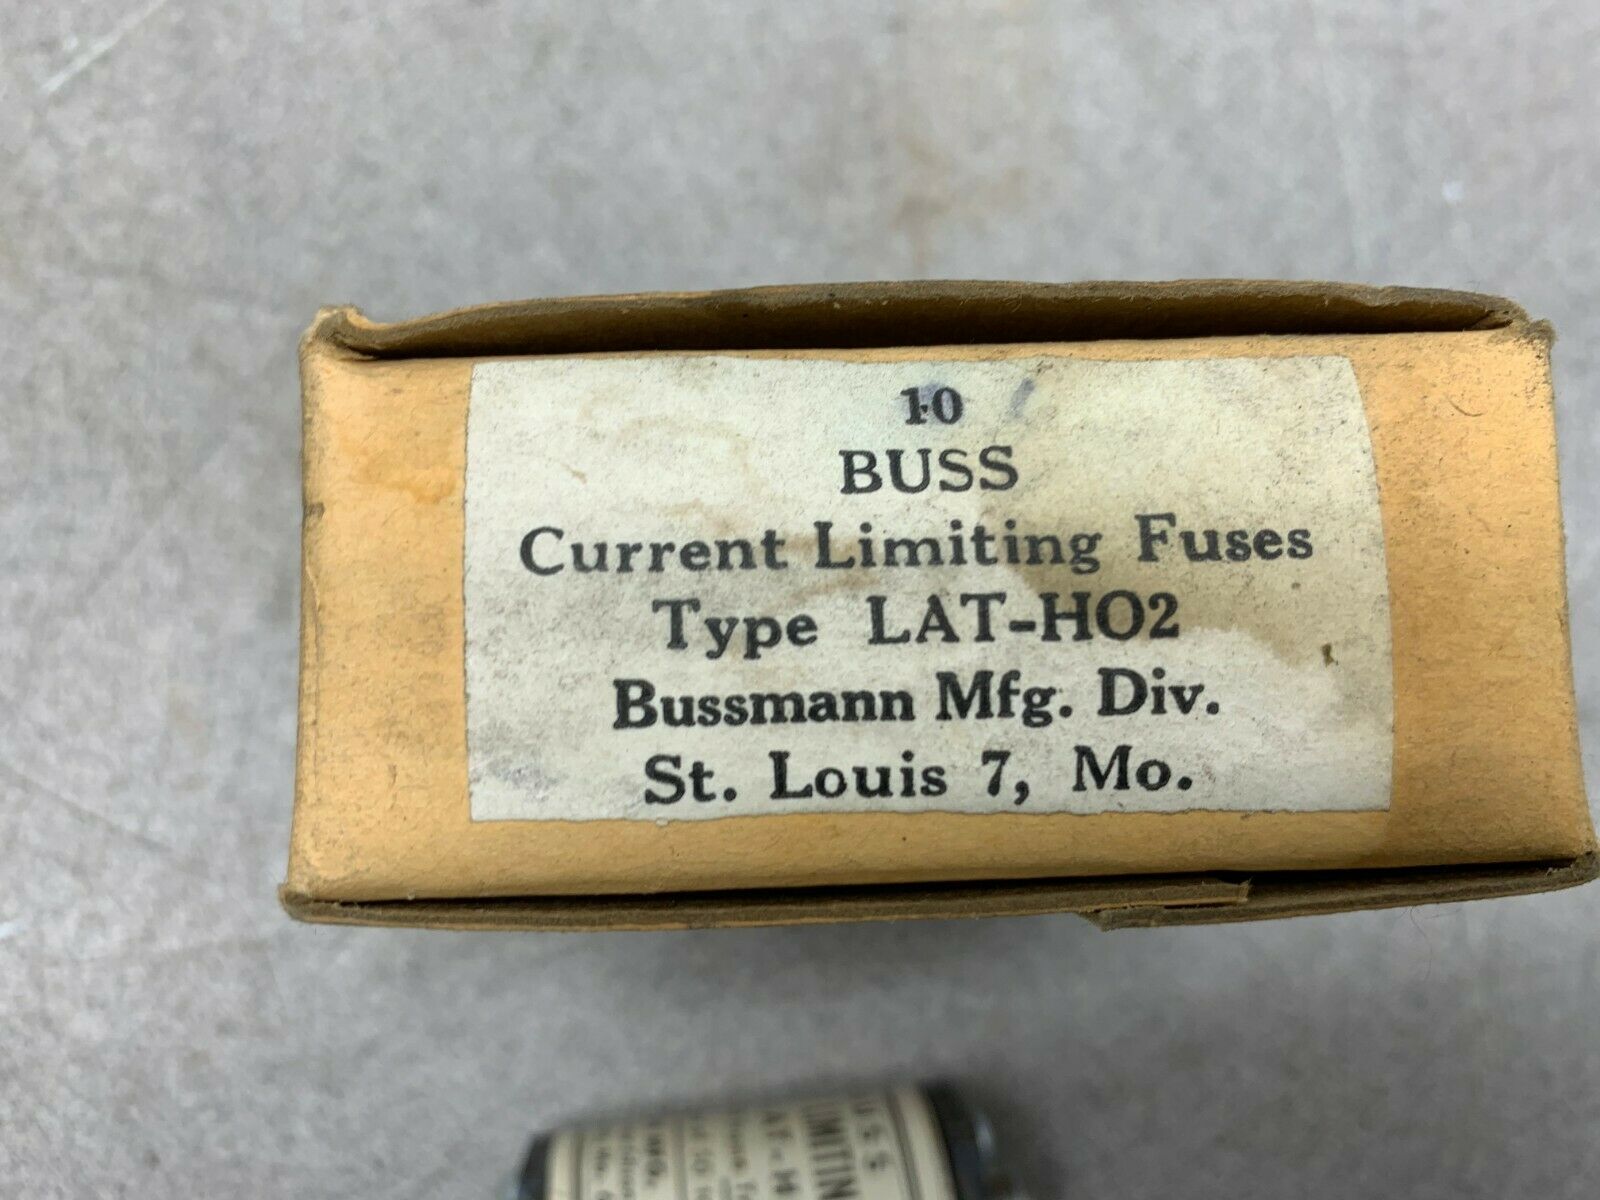 10
BUSS
Current Limiting Fuses
Type LAT-HO2
Bussmann Mfg. Div.
St. Louis 7, Mo.